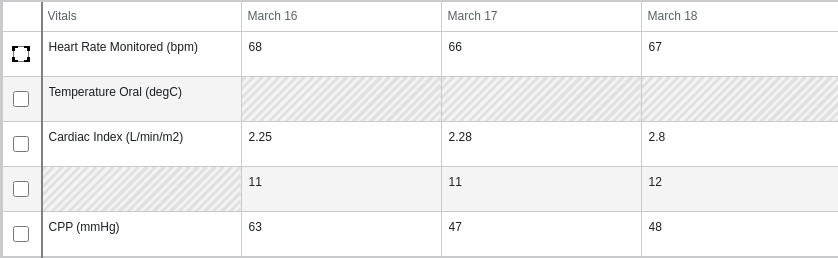 Vitals March 16 March 17 March 18
Heart Rate Monitored (bpm) 68 66 67
Temperature Oral (degC)
Cardiac Index (L/min/m2) 2.25 2.28 2.8
11 11 12
CPP (mmHg) 63 47 48